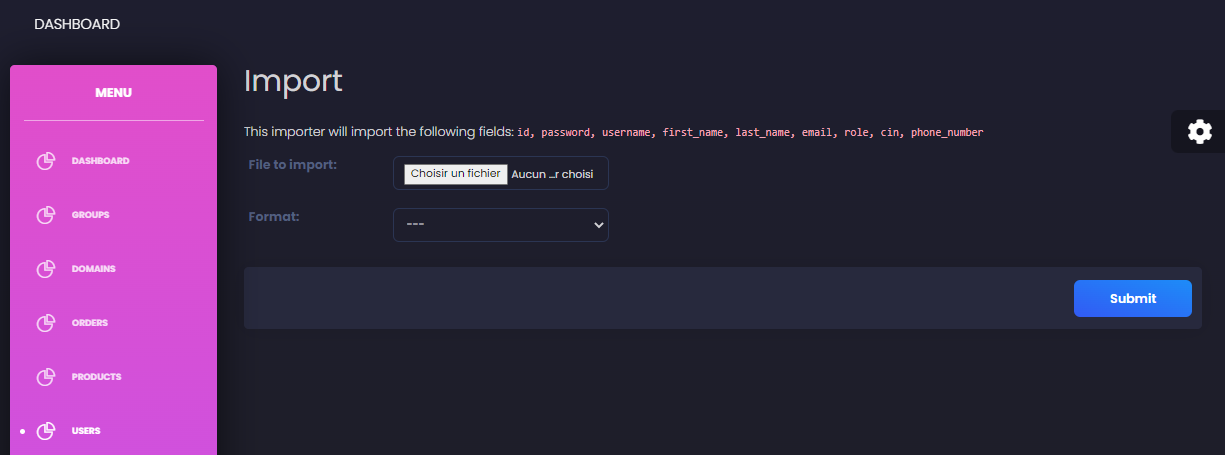 DASHBOARD
MENU
DASHBOARD
GROUPS
DOMAINS
ORDERS
PRODUCTS
USERS
Import
This importer will import the following fields: id, password, username, first_name, last_name, email, role, cin, phone_number
File to import: Choisir un fichier Aucun ...r choisi
Format: ---
Submit